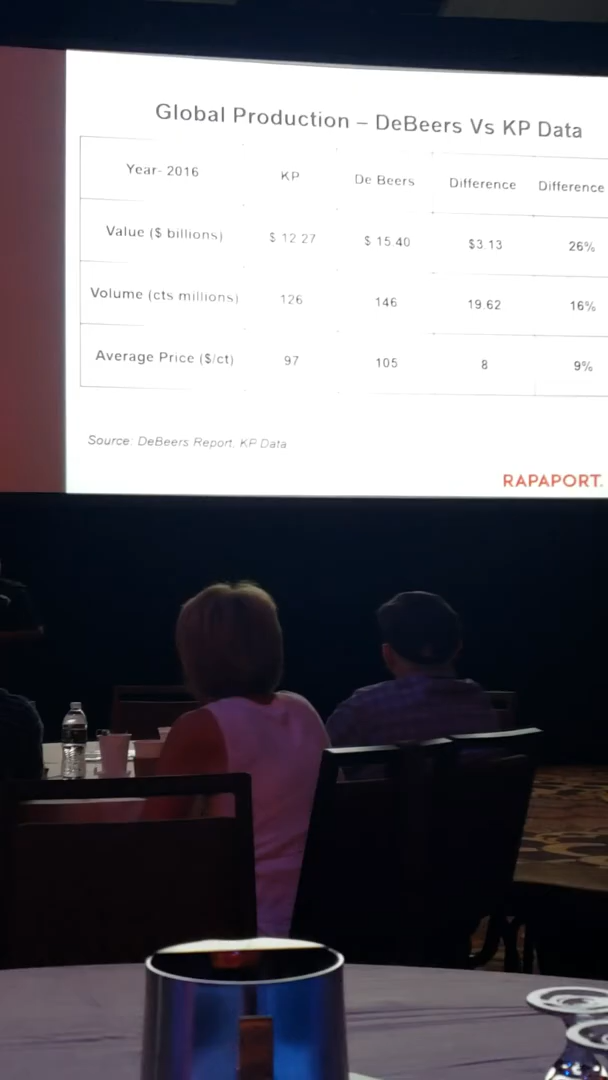 Global Production – DeBeers Vs KP Data
Year- 2016 KP De Beers Difference Difference
Value ($ billions) $ 12.27 $ 15.40 $3.13 26%
Volume (cts millions) 126 146 19.62 16%
Average Price ($/ct) 97 105 8 9%
Source: DeBeers Report, KP Data
RAPAPORT.